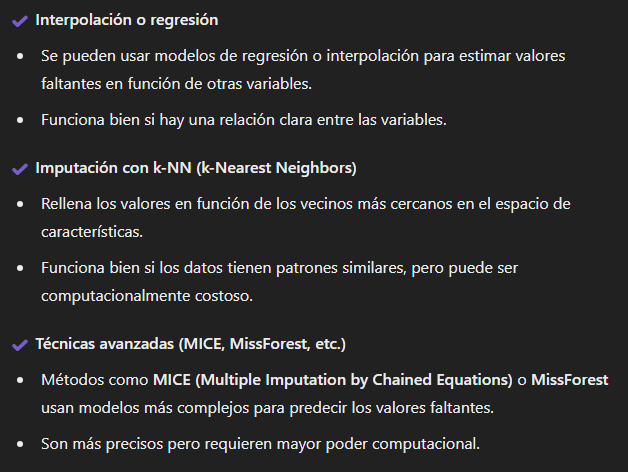 Interpolación o regresión
Se pueden usar modelos de regresión o interpolación para estimar valores
faltantes en función de otras variables.
Funciona bien si hay una relación clara entre las variables.
Imputación con k-NN (k-Nearest Neighbors)
Rellena los valores en función de los vecinos más cercanos en el espacio de
características.
Funciona bien si los datos tienen patrones similares, pero puede ser
computacionalmente costoso.
Técnicas avanzadas (MICE, MissForest, etc.)
Métodos como MICE (Multiple Imputation by Chained Equations) o MissForest
usan modelos más complejos para predecir los valores faltantes.
Son más precisos pero requieren mayor poder computacional.